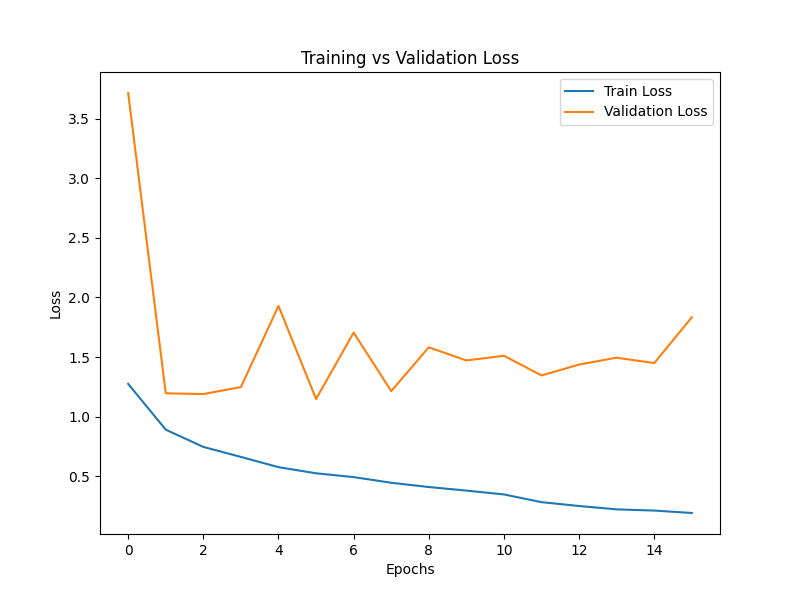 Training vs Validation Loss
Train Loss
Validation Loss
3.5
3.0
2.5
2.0
1.5
1.0
0.5
Loss
0 2 4 6 8 10 12 14
Epochs